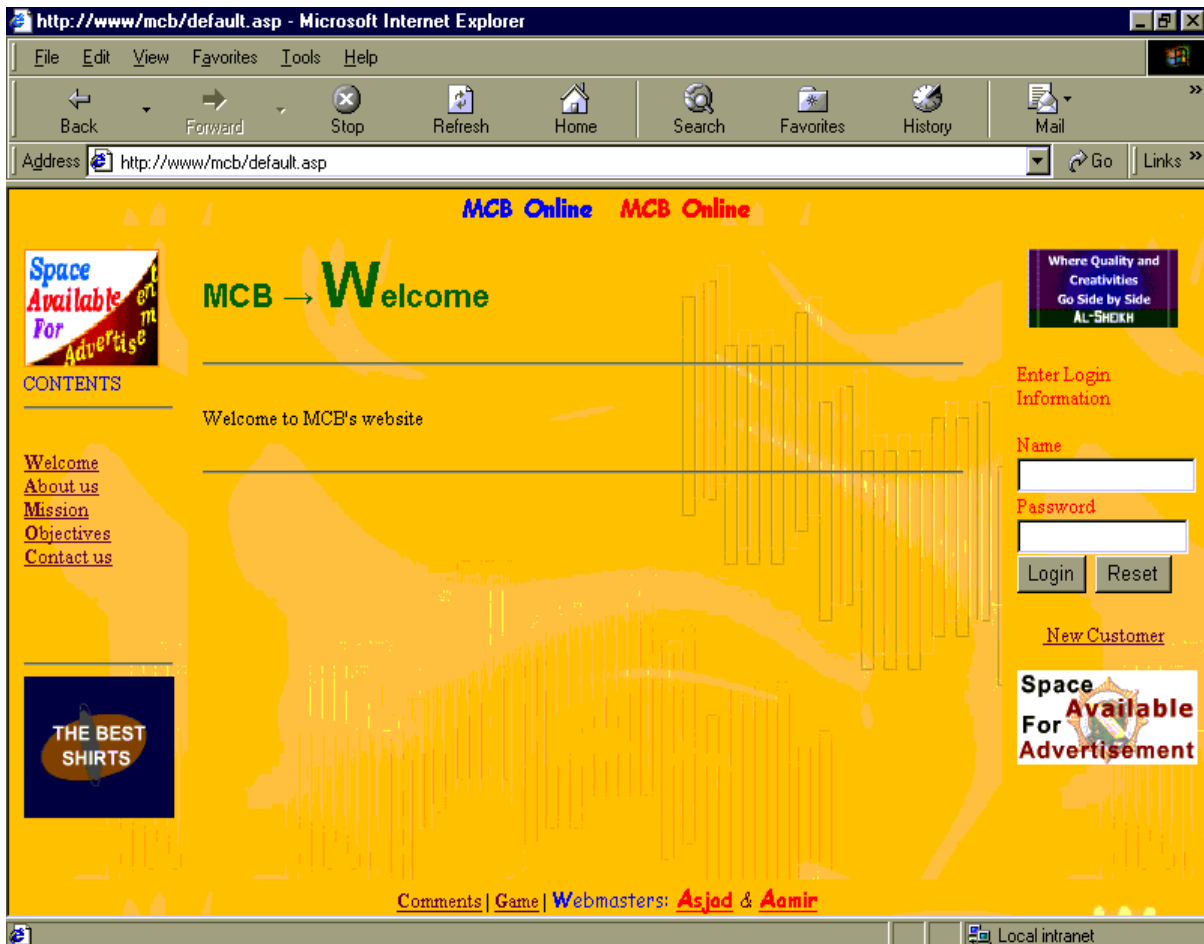 http://www/mcb/default.asp - Microsoft Internet Explorer
File Edit View Favorites Tools Help
Back Forward Stop Refresh Home Search Favorites History Mail »
Address http://www/mcb/default.asp Go Links »
MCB Online MCB Online
Space
Available
For
Advertisement
CONTENTS
Welcome
About us
Mission
Objectives
Contact us
THE BEST
SHIRTS
MCB → Welcome
Welcome to MCB's website
Where Quality and
Creativities
Go Side by Side
AL-SHEIKH
Enter Login
Information
Name
Password
Login Reset
New Customer
Space
Available
For
Advertisement
Comments | Game | Webmasters: Asjad & Aamir
Local intranet